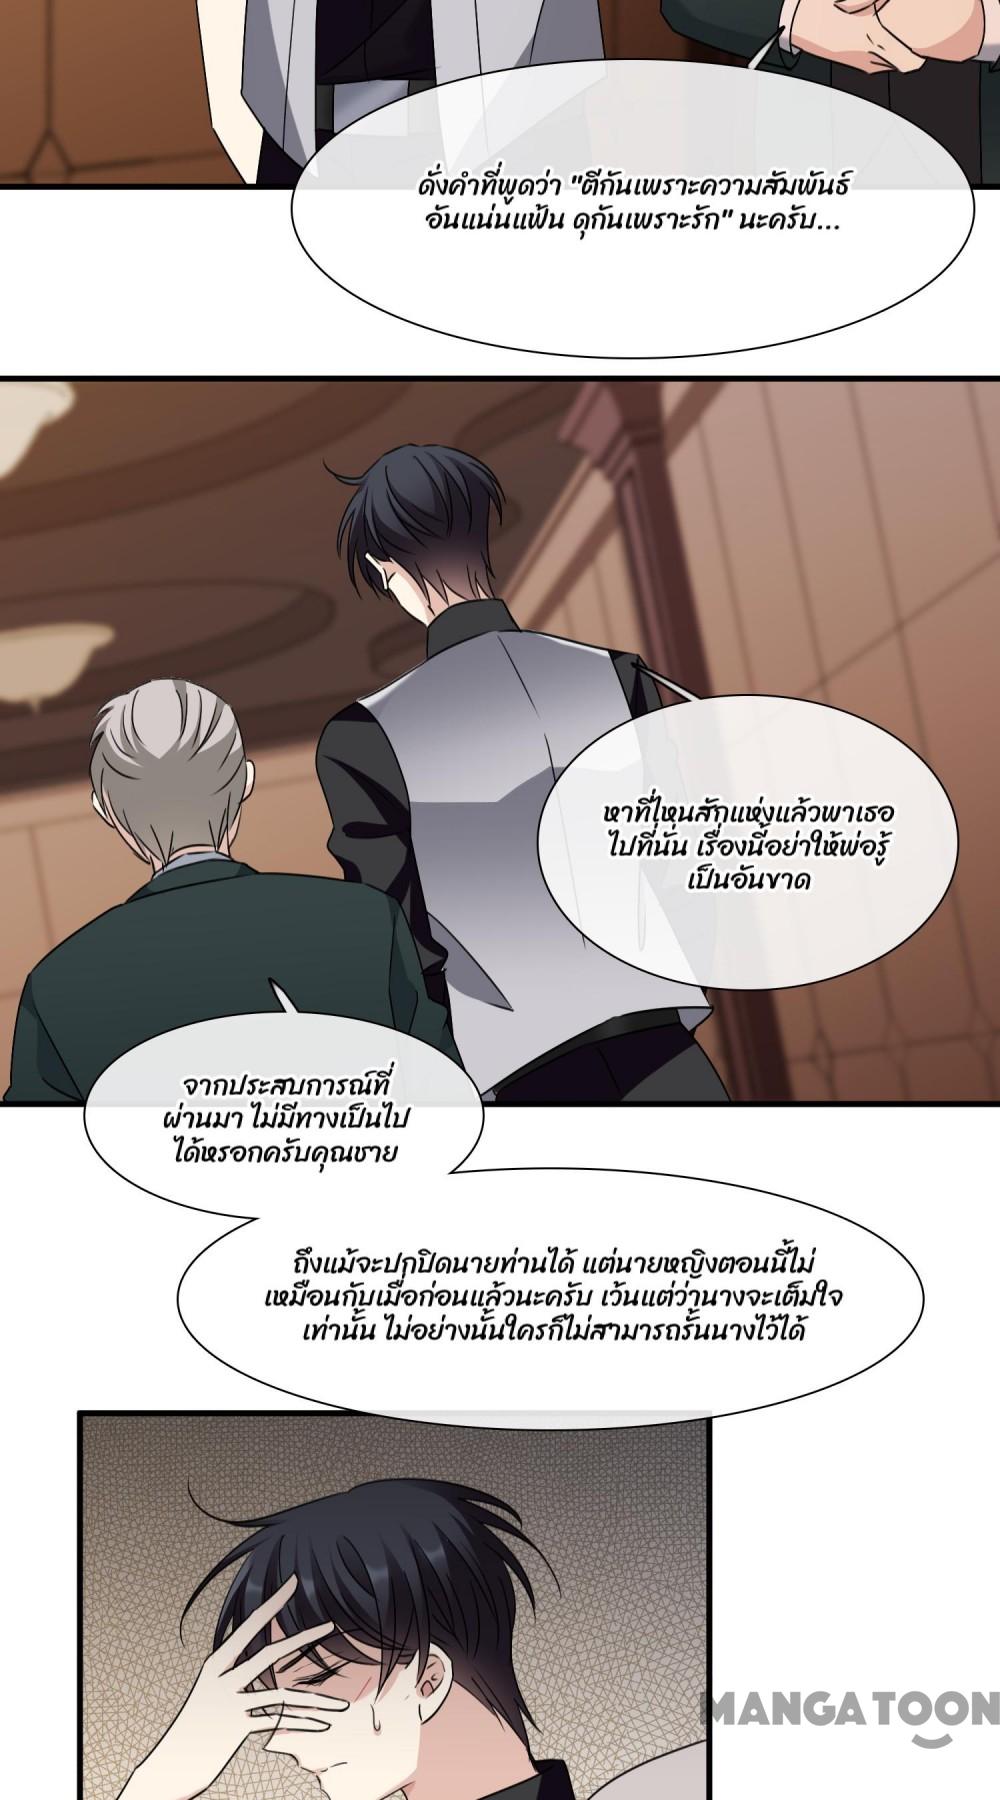 ดั่งคำที่พูดว่า "ตีกันเพราะความสัมพันธ์
อันแน่นแฟ้น ดุกันเพราะรัก" นะครับ...
หาที่ไหนสักแห่งแล้วพาเธอ
ไปที่นั่น เรื่องนี้อย่าให้พ่อรู้
เป็นอันขาด
จากประสบการณ์ที่
ผ่านมา ไม่มีทางเป็นไป
ได้หรอกครับคุณชาย
ถึงแม้จะปกปิดนายท่านได้ แต่นายหญิงตอนนี้ไม่
เหมือนกับเมื่อก่อนแล้วนะครับ เว้นแต่ว่านางจะเต็มใจ
เท่านั้น ไม่อย่างนั้นใครก็ไม่สามารถรั้นนางไว้ได้
MANGATOON